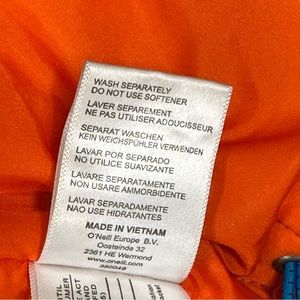 WASH SEPARATELY
DO NOT USE SOFTENER
LAVER SEPAREMENT
NE PAS UTILISER ADOUCISSEUR
SEPARAT WASCHEN
KEIN WEICHSPÜHLER VERWENDEN
LAVAR POR SEPARADO
NO UTILICE SUAVIZANTE
LAVARE SEPARATAMENTE
NON USARE AMMORBIDENTE
LAVAR SEPARADAMENTE
NÃO USE HIDRATANTES
MADE IN VIETNAM
O'Neill Europe B.V.
Oosteinde 32
2361 HE Warmond
www.oneill.com